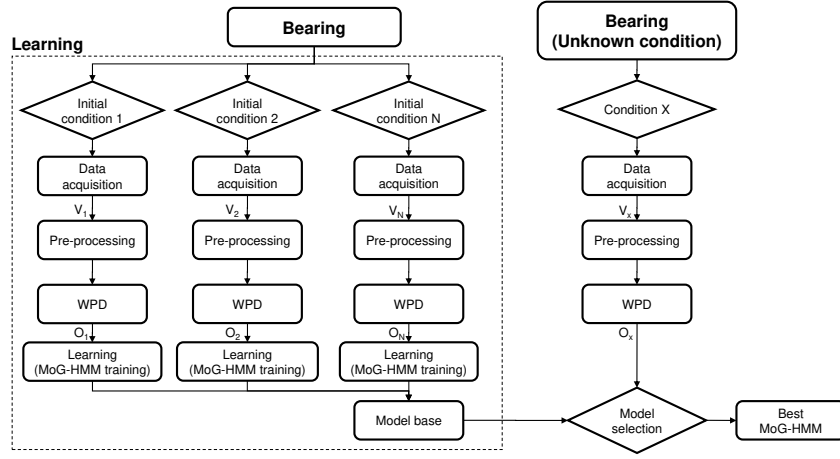 Bearing
Bearing
(Unknown condition)
Learning
Initial
condition 1
Initial
condition 2
Initial
condition N
Condition X
Data
acquisition
Data
acquisition
Data
acquisition
Data
acquisition
V1
V2
VN
Vx
Pre-processing
Pre-processing
Pre-processing
Pre-processing
WPD
WPD
WPD
WPD
O1
O2
ON
Ox
Learning
(MoG-HMM training)
Learning
(MoG-HMM training)
Learning
(MoG-HMM training)
Model base
Model
selection
Best
MoG-HMM